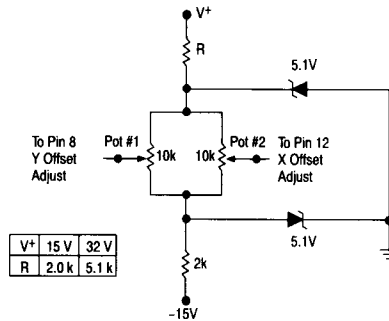 V+
R
5.1V
To Pin 8
Y Offset
Adjust
Pot #1
10k
10k
Pot #2
To Pin 12
X Offset
Adjust
5.1V
V+ 15 V 32 V
R 2.0 k 5.1 k
2k
–15V